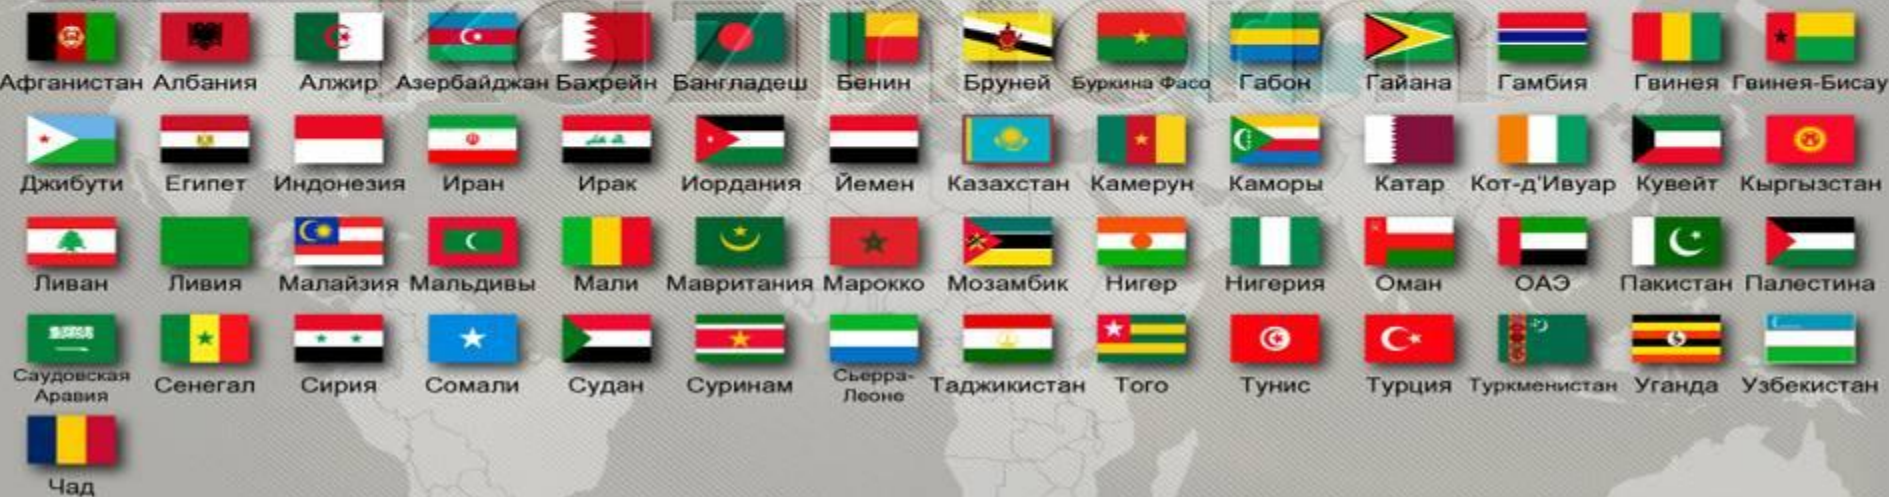 kazinform
Афганистан Албания Алжир Азербайджан Бахрейн Бангладеш Бенин Бруней Буркина Фасо Габон Гайана Гамбия Гвинея Гвинея-Бисау
Джибути Египет Индонезия Иран Ирак Иордания Йемен Казахстан Камерун Каморы Катар Кот-д'Ивуар Кувейт Кыргызстан
Ливан Ливия Малайзия Мальдивы Мали Мавритания Марокко Мозамбик Нигер Нигерия Оман ОАЭ Пакистан Палестина
Саудовская Аравия Сенегал Сирия Сомали Судан Суринам Сьерра-Леоне Таджикистан Того Тунис Турция Туркменистан Уганда Узбекистан
Чад